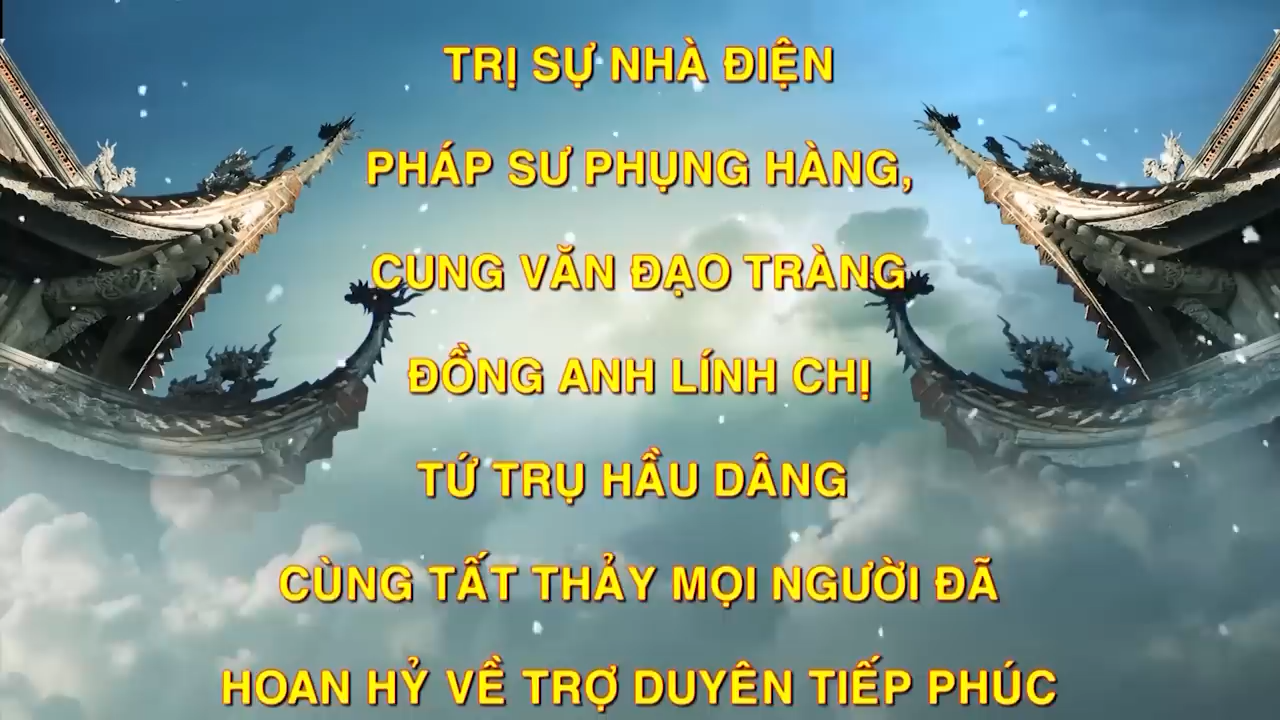 TRỊ SỰ NHÀ ĐIỆN
PHÁP SƯ PHỤNG HÀNG,
CUNG VĂN ĐẠO TRÀNG
ĐỒNG ANH LÍNH CHỊ
TỨ TRỤ HẦU DÂNG
CÙNG TẤT THẢY MỌI NGƯỜI ĐÃ
HOAN HỶ VỀ TRỢ DUYÊN TIẾP PHÚC